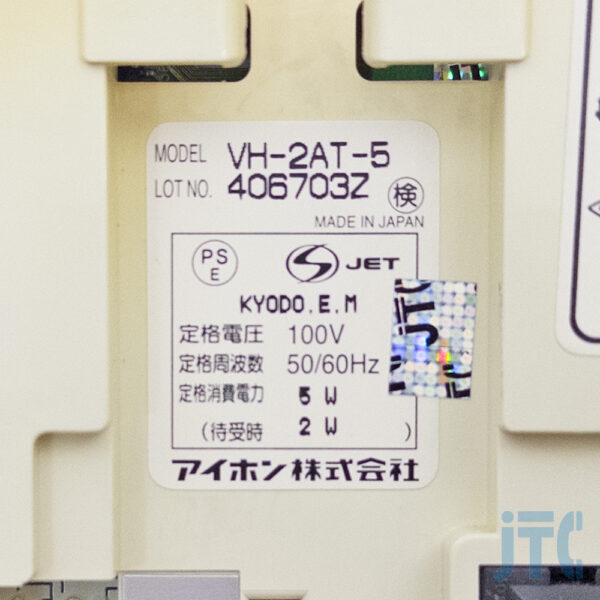 MODEL VH-2AT-5
LOT NO. 406703Z 検
MADE IN JAPAN
PS E JET
KYODO.E.M
定格電圧 100V
定格周波数 50/60Hz
定格消費電力 5 W
(待受時 2 W )
アイホン株式会社
JTC
JTC